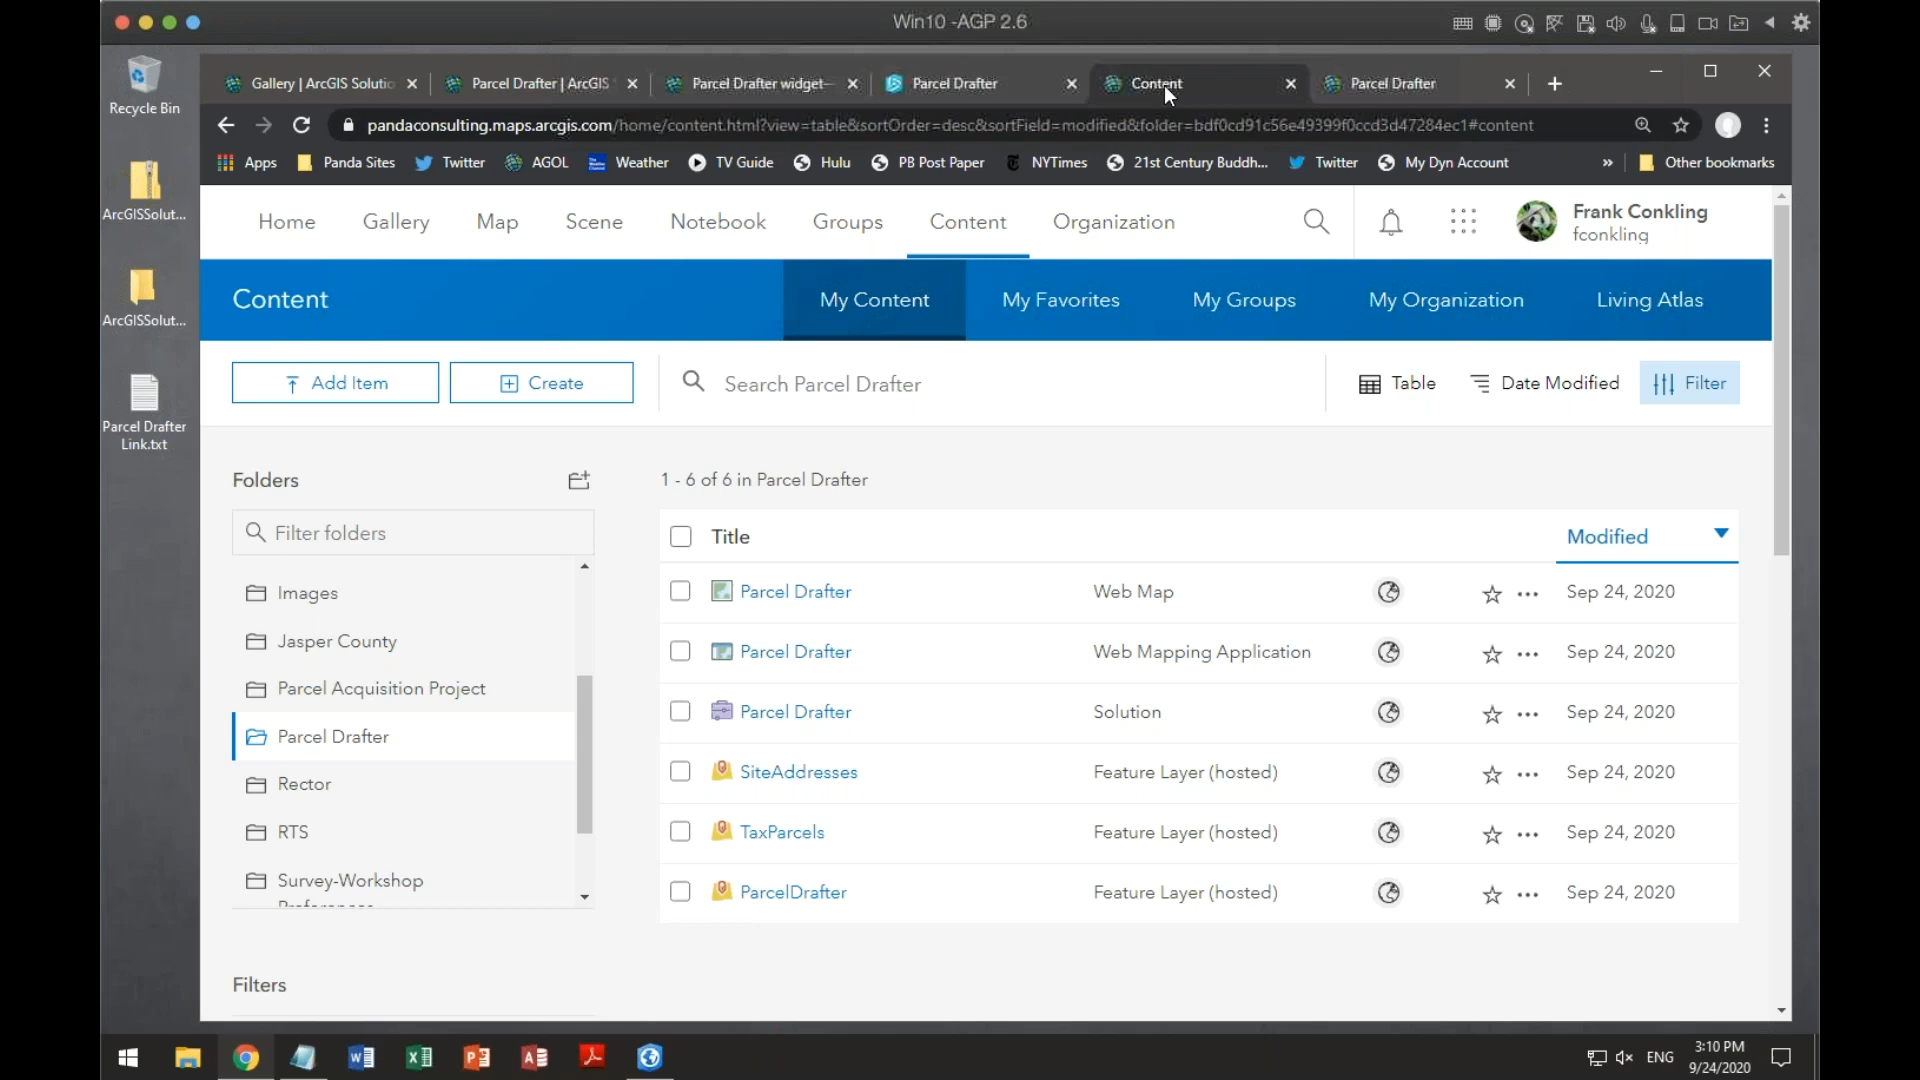 Win10 -AGP 2.6
Recycle Bin
ArcGISSolut...
ArcGISSolut...
Parcel Drafter
Link.txt
Gallery | ArcGIS Solutio
Parcel Drafter | ArcGIS
Parcel Drafter widget—
Parcel Drafter
Content
Parcel Drafter
pandaconsulting.maps.arcgis.com/home/content.html?view=table&sortOrder=desc&sortField=modified&folder=bdf0cd91c56e49399f0ccd3d47284ec1#content
Apps
Panda Sites
Twitter
AGOL
Weather
TV Guide
Hulu
PB Post Paper
NYTimes
21st Century Buddh...
Twitter
My Dyn Account
»
Other bookmarks
Home
Gallery
Map
Scene
Notebook
Groups
Content
Organization
Frank Conkling
fconkling
Content
My Content
My Favorites
My Groups
My Organization
Living Atlas
Add Item
Create
Search Parcel Drafter
Table
Date Modified
Filter
Folders
Filter folders
Images
Jasper County
Parcel Acquisition Project
Parcel Drafter
Rector
RTS
Survey-Workshop
Preferences
Filters
1 - 6 of 6 in Parcel Drafter
Title Modified
Parcel Drafter Web Map Sep 24, 2020
Parcel Drafter Web Mapping Application Sep 24, 2020
Parcel Drafter Solution Sep 24, 2020
SiteAddresses Feature Layer (hosted) Sep 24, 2020
TaxParcels Feature Layer (hosted) Sep 24, 2020
ParcelDrafter Feature Layer (hosted) Sep 24, 2020
ENG
3:10 PM
9/24/2020